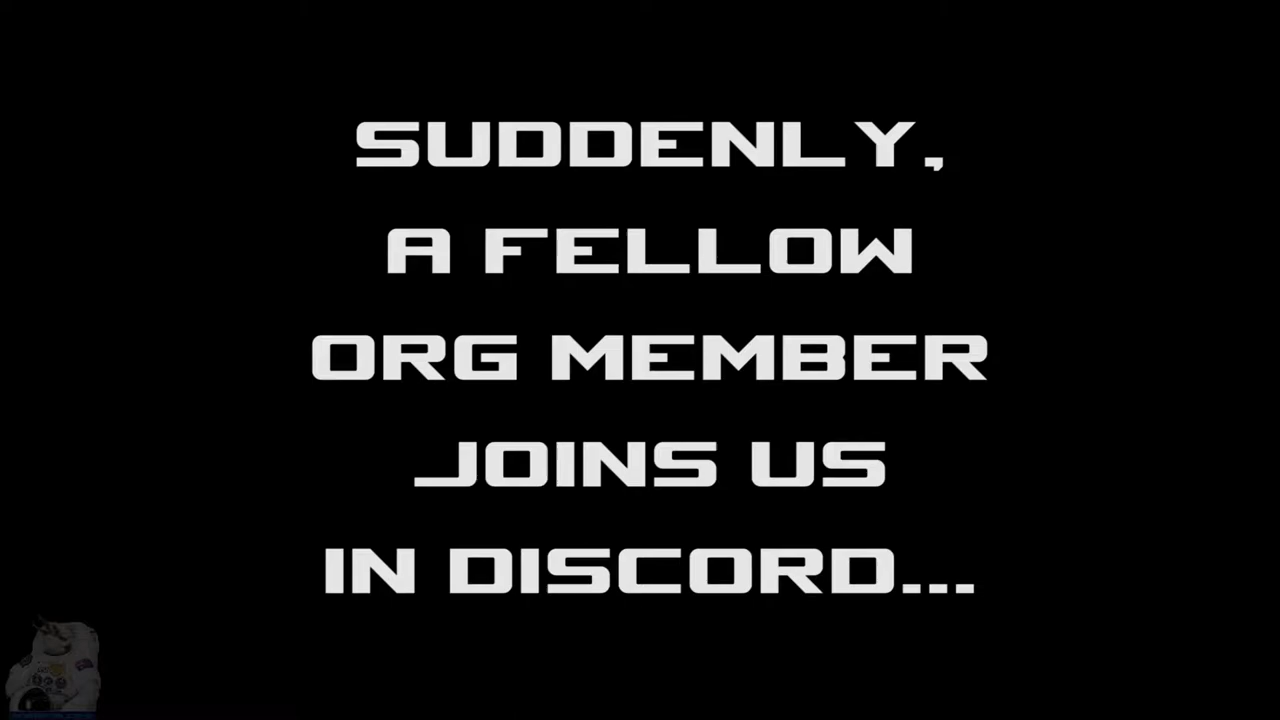 SUDDENLY,
A FELLOW
ORG MEMBER
JOINS US
IN DISCORD...